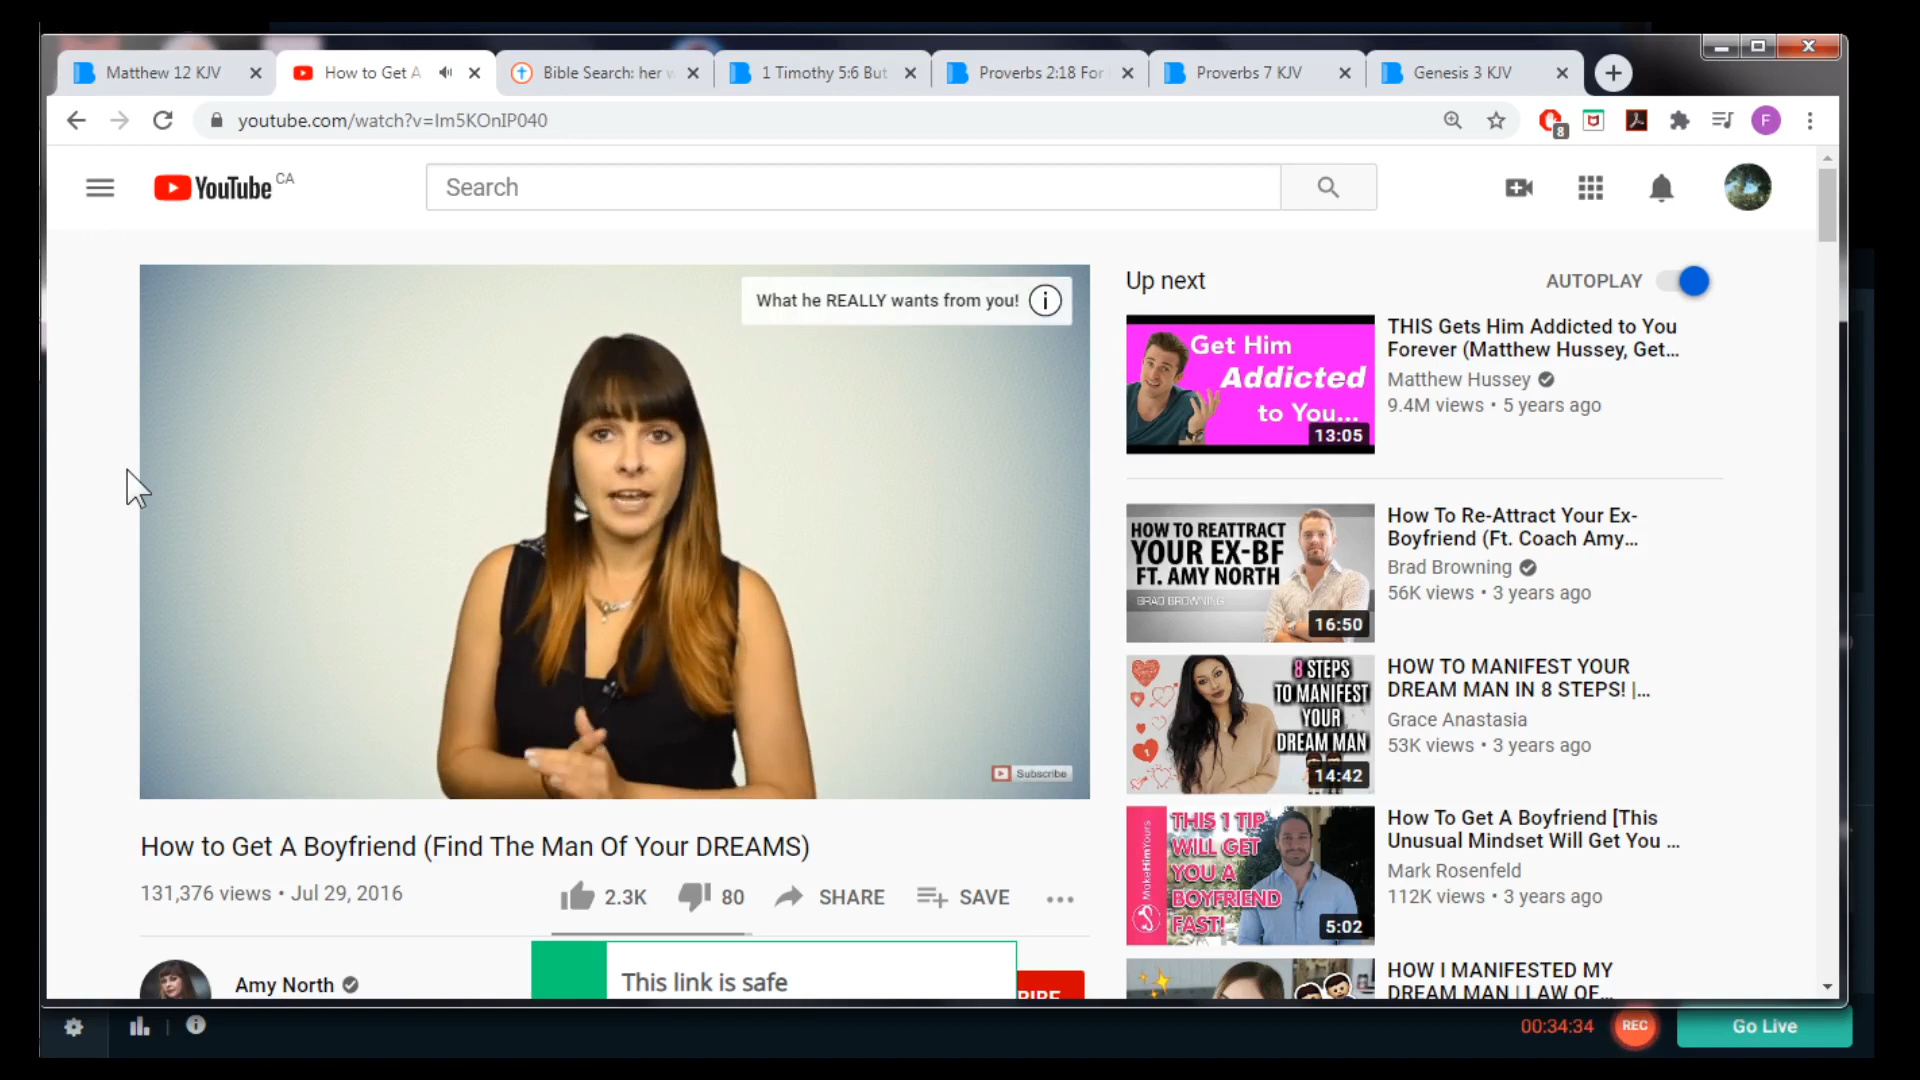 Matthew 12 KJV
How to Get A
Bible Search: her w
1 Timothy 5:6 But
Proverbs 2:18 For
Proverbs 7 KJV
Genesis 3 KJV
youtube.com/watch?v=Im5KOnIP040
8
F
YouTube CA
Search
What he REALLY wants from you!
Subscribe
How to Get A Boyfriend (Find The Man Of Your DREAMS)
131,376 views • Jul 29, 2016
2.3K
80
SHARE
SAVE
Amy North
This link is safe
Up next
AUTOPLAY
Get Him
Addicted
to You...
13:05
THIS Gets Him Addicted to You
Forever (Matthew Hussey, Get...
Matthew Hussey
9.4M views • 5 years ago
HOW TO REATTRACT
YOUR EX-BF
FT. AMY NORTH
BRAD BROWNING
16:50
How To Re-Attract Your Ex-
Boyfriend (Ft. Coach Amy...
Brad Browning
56K views • 3 years ago
8 STEPS
TO MANIFEST
YOUR
DREAM MAN
14:42
HOW TO MANIFEST YOUR
DREAM MAN IN 8 STEPS! |...
Grace Anastasia
53K views • 3 years ago
MakeHimYours
THIS 1 TIP
WILL GET
YOU A
BOYFRIEND
FAST!
5:02
How To Get A Boyfriend [This
Unusual Mindset Will Get You ...
Mark Rosenfeld
112K views • 3 years ago
HOW I MANIFESTED MY
DREAM MAN | LAW OF...
00:34:34
REC
Go Live